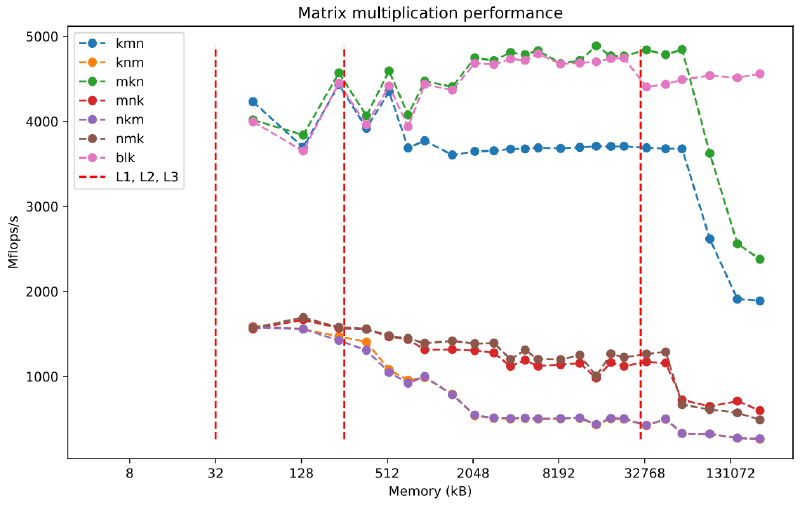 Matrix multiplication performance
5000
4000
3000
2000
1000
Mflops/s
kmn
knm
mkn
mnk
nkm
nmk
blk
L1, L2, L3
8 32 128 512 2048 8192 32768 131072
Memory (kB)